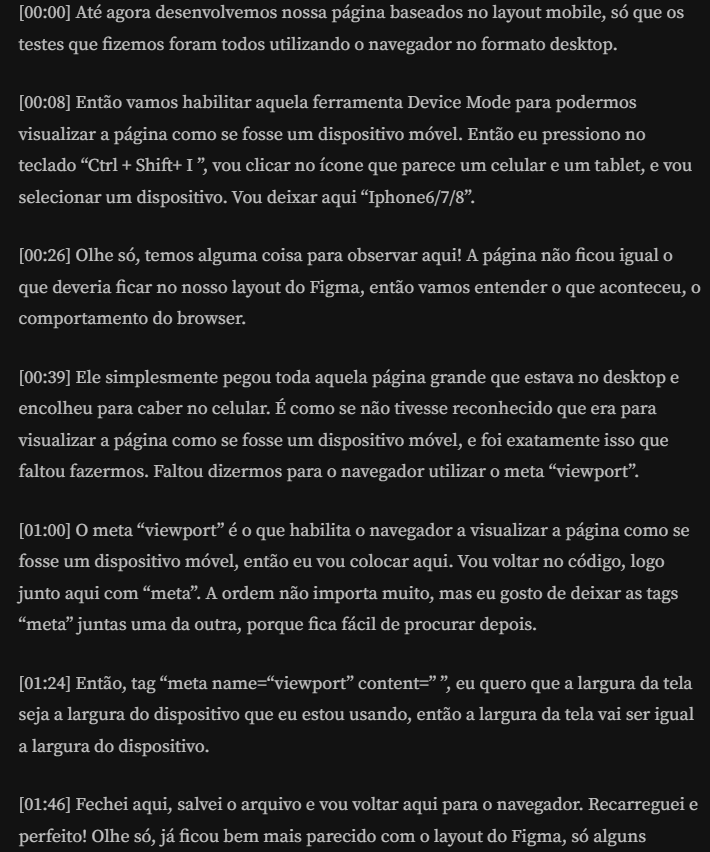 [00:00] Até agora desenvolvemos nossa página baseados no layout mobile, só que os
testes que fizemos foram todos utilizando o navegador no formato desktop.
[00:08] Então vamos habilitar aquela ferramenta Device Mode para podermos
visualizar a página como se fosse um dispositivo móvel. Então eu pressiono no
teclado “Ctrl + Shift+ I ”, vou clicar no ícone que parece um celular e um tablet, e vou
selecionar um dispositivo. Vou deixar aqui “Iphone6/7/8”.
[00:26] Olhe só, temos alguma coisa para observar aqui! A página não ficou igual o
que deveria ficar no nosso layout do Figma, então vamos entender o que aconteceu, o
comportamento do browser.
[00:39] Ele simplesmente pegou toda aquela página grande que estava no desktop e
encolheu para caber no celular. É como se não tivesse reconhecido que era para
visualizar a página como se fosse um dispositivo móvel, e foi exatamente isso que
faltou fazermos. Faltou dizermos para o navegador utilizar o meta “viewport”.
[01:00] O meta “viewport” é o que habilita o navegador a visualizar a página como se
fosse um dispositivo móvel, então eu vou colocar aqui. Vou voltar no código, logo
junto aqui com “meta”. A ordem não importa muito, mas eu gosto de deixar as tags
“meta” juntas uma da outra, porque fica fácil de procurar depois.
[01:24] Então, tag “meta name=“viewport” content=” ”, eu quero que a largura da tela
seja a largura do dispositivo que eu estou usando, então a largura da tela vai ser igual
a largura do dispositivo.
[01:46] Fechei aqui, salvei o arquivo e vou voltar aqui para o navegador. Recarreguei e
perfeito! Olhe só, já ficou bem mais parecido com o layout do Figma, só alguns